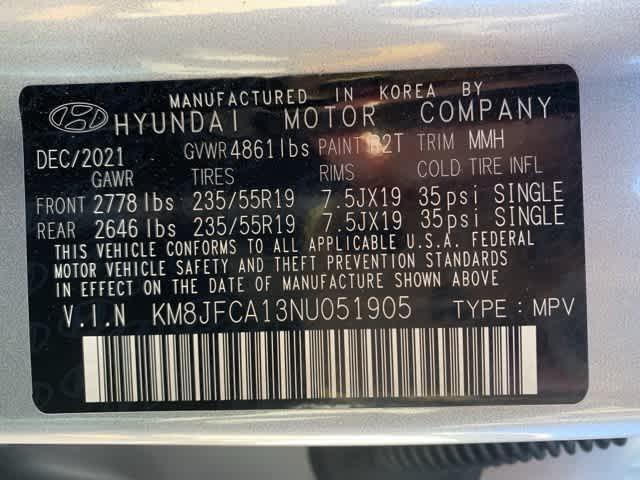 MANUFACTURED IN KOREA BY
HYUNDAI MOTOR COMPANY
DEC/2021 GVWR 4861lbs PAINT R2T TRIM MMH
GAWR TIRES RIMS COLD TIRE INFL
FRONT 2778 lbs 235/55R19 7.5JX19 35 psi SINGLE
REAR 2646 lbs 235/55R19 7.5JX19 35 psi SINGLE
THIS VEHICLE CONFORMS TO ALL APPLICABLE U.S.A. FEDERAL
MOTOR VEHICLE SAFETY AND THEFT PREVENTION STANDARDS
IN EFFECT ON THE DATE OF MANUFACTURE SHOWN ABOVE.
V.I.N KM8JFCA13NU051905 TYPE : MPV